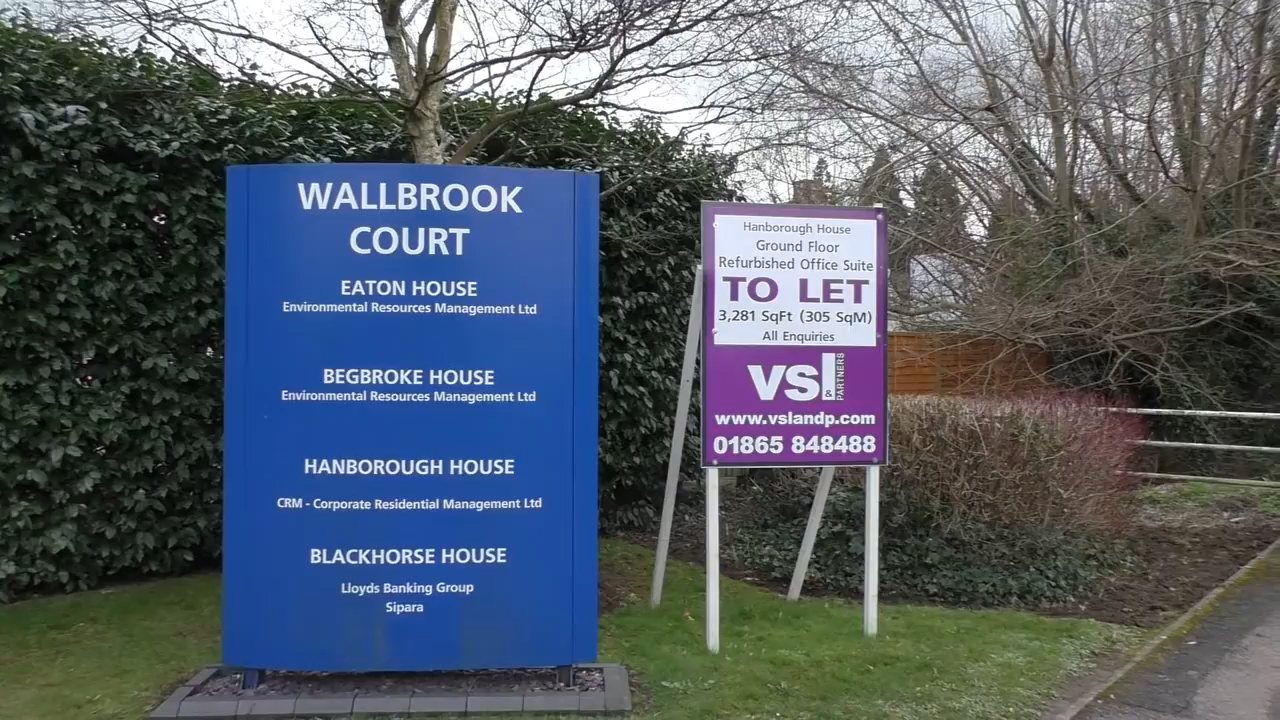 WALLBROOK
COURT
EATON HOUSE
Environmental Resources Management Ltd
BEGBROKE HOUSE
Environmental Resources Management Ltd
HANBOROUGH HOUSE
CRM - Corporate Residential Management Ltd
BLACKHORSE HOUSE
Lloyds Banking Group
Sipara
Hanborough House
Ground Floor
Refurbished Office Suite
TO LET
3,281 SqFt (305 SqM)
All Enquiries
vsl
& PARTNERS
www.vslandp.com
01865 848488